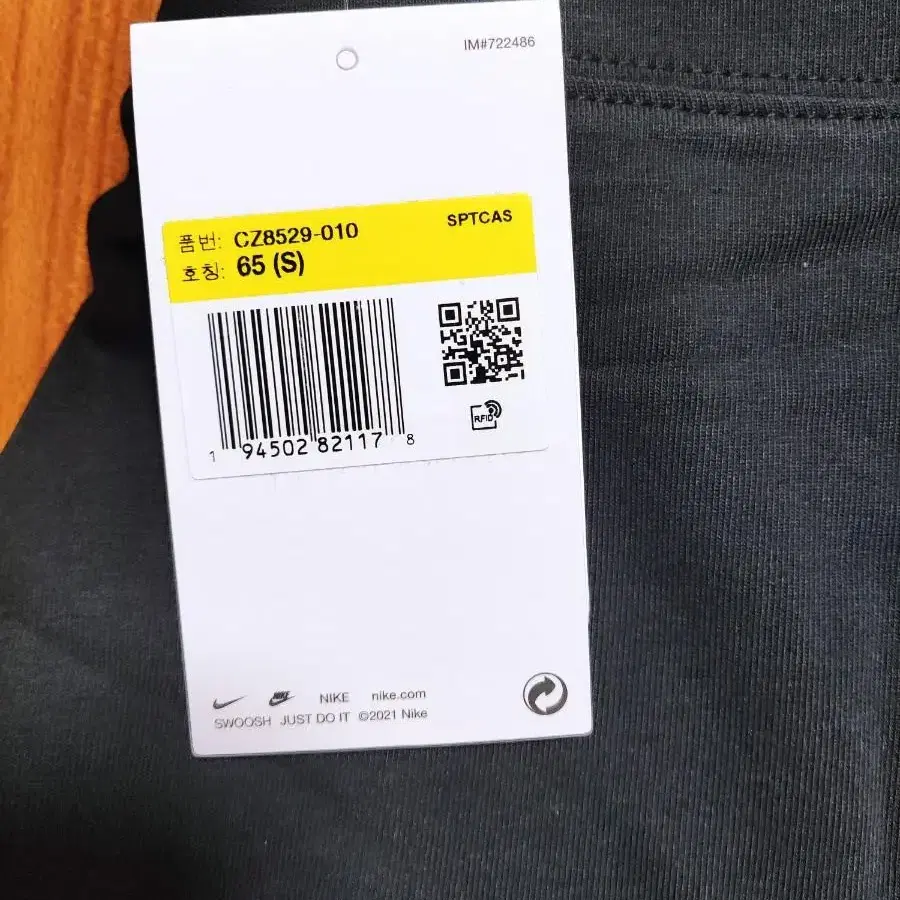 IM#722486
품번: CZ8529-010
SPTCAS
호칭: 65 (S)
1 94502 82117 8
RFID
NIKE nike.com
SWOOSH JUST DO IT ©2021 Nike